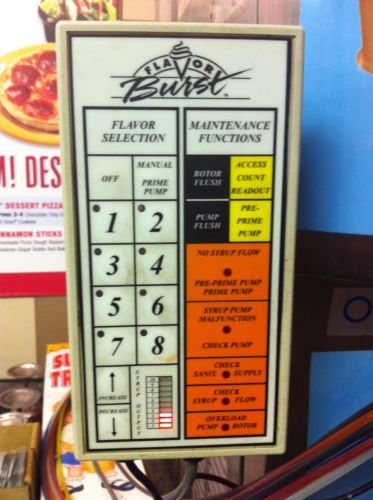 FLAVOR
Burst
FLAVOR
SELECTION
MAINTENANCE
FUNCTIONS
OFF
MANUAL
PRIME
PUMP
ROTOR
FLUSH
ACCESS
COUNT
READOUT
1
2
PUMP
FLUSH
PRE-
PRIME
PUMP
3
4
NO SYRUP FLOW
PRE-PRIME PUMP
PRIME PUMP
5
6
SYRUP PUMP
MALFUNCTION
CHECK PUMP
7
8
CHECK
SANITE SUPPLY
CHECK
SYRUP FLOW
OVERLOAD
PUMP ROTOR
INCREASE
DECREASE
SYRUP OUTPUT
M! DES
DESSERT PIZZA
NNAMON STICKS